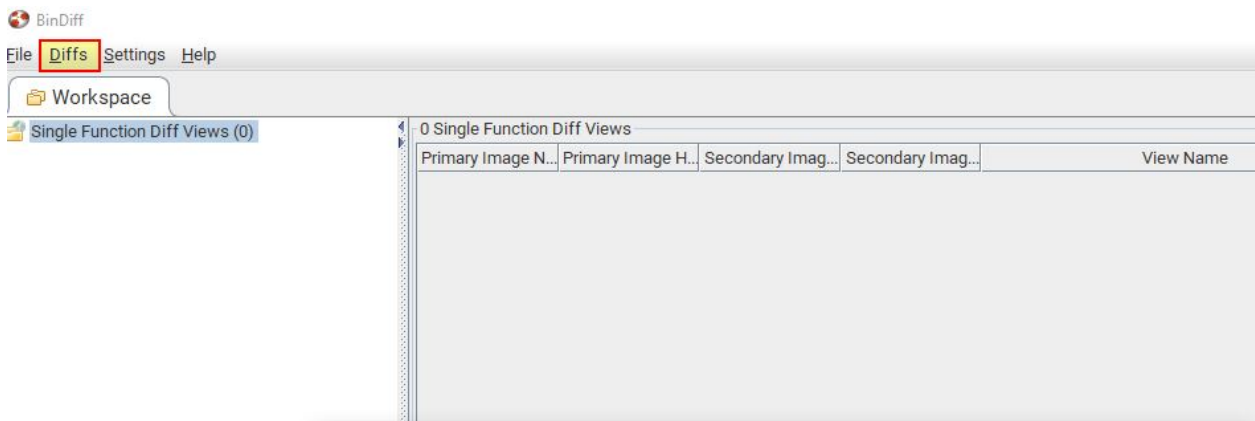 BinDiff
File Diffs Settings Help
Workspace
Single Function Diff Views (0)
0 Single Function Diff Views
Primary Image N... Primary Image H... Secondary Imag... Secondary Imag... View Name